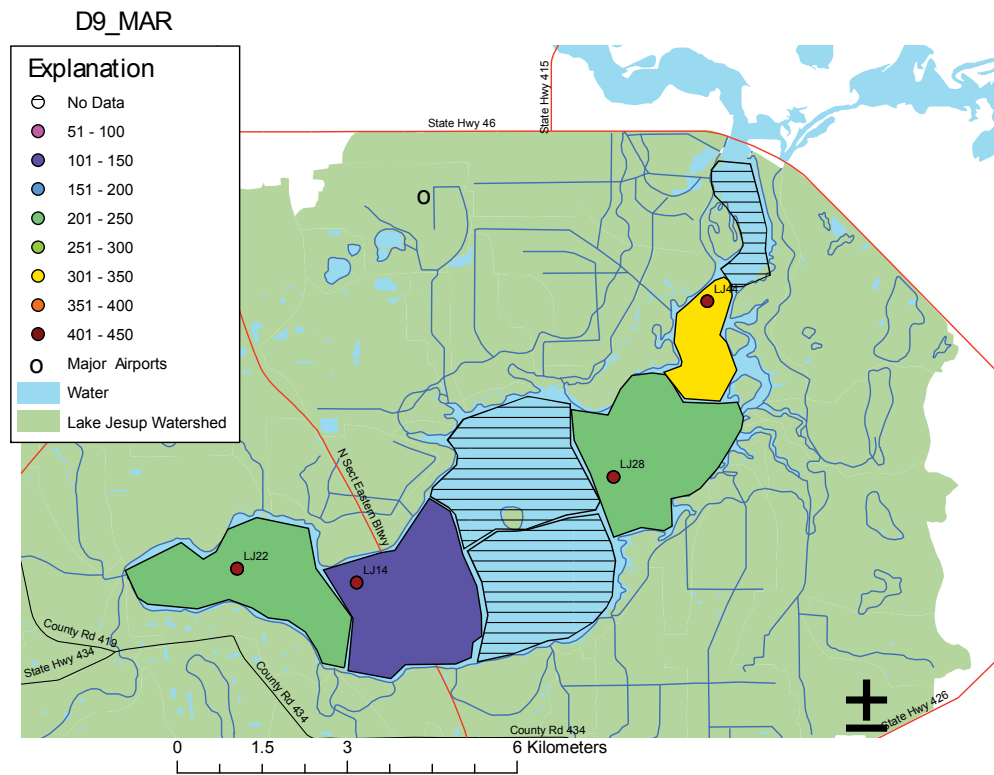 D9_MAR
Explanation
No Data
51 - 100
101 - 150
151 - 200
201 - 250
251 - 300
301 - 350
351 - 400
401 - 450
O Major Airports
Water
Lake Jesup Watershed
State Hwy 415
State Hwy 46
O
LJ44
N Sect Eastern Bltwy
LJ28
LJ22
LJ14
County Rd 419
State Hwy 434
County Rd 434
County Rd 434
State Hwy 426
0 1.5 3 6 Kilometers